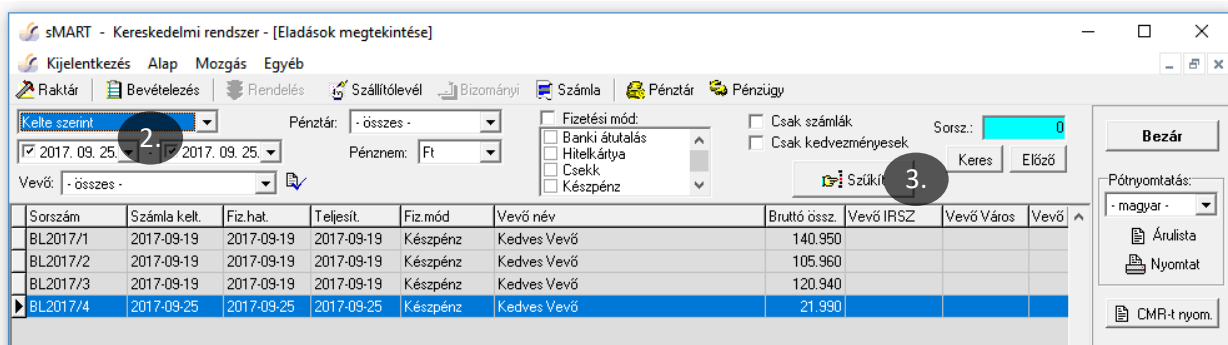 sMART - Kereskedelmi rendszer - [Eladások megtekintése]
Kijelentkezés Alap Mozgás Egyéb
Raktár Bevételezés Rendelés Szállítólevél Bizományi Számla Pénztár Pénzügy
Kelte szerint Pénztár: - összes - Fizetési mód: Csak számlák Sorsz.: 0
2.
2017. 09. 25. - 2017. 09. 25. Pénznem: Ft Banki átutalás Csak kedvezményesek Keres Előző
Hitelkártya
Csekk
Vevő: - összes - Készpénz Szűkít 3.
Bezár
Pótnyomtatás:
- magyar -
Árulista
Nyomtat
CMR-t nyom.
Sorszám Számla kelt. Fiz.hat. Teljesít. Fiz.mód Vevő név Bruttó össz. Vevő IRSZ Vevő Város Vevő
BL2017/1 2017-09-19 2017-09-19 2017-09-19 Készpénz Kedves Vevő 140.950
BL2017/2 2017-09-19 2017-09-19 2017-09-19 Készpénz Kedves Vevő 105.960
BL2017/3 2017-09-19 2017-09-19 2017-09-19 Készpénz Kedves Vevő 120.940
BL2017/4 2017-09-25 2017-09-25 2017-09-25 Készpénz Kedves Vevő 21.990